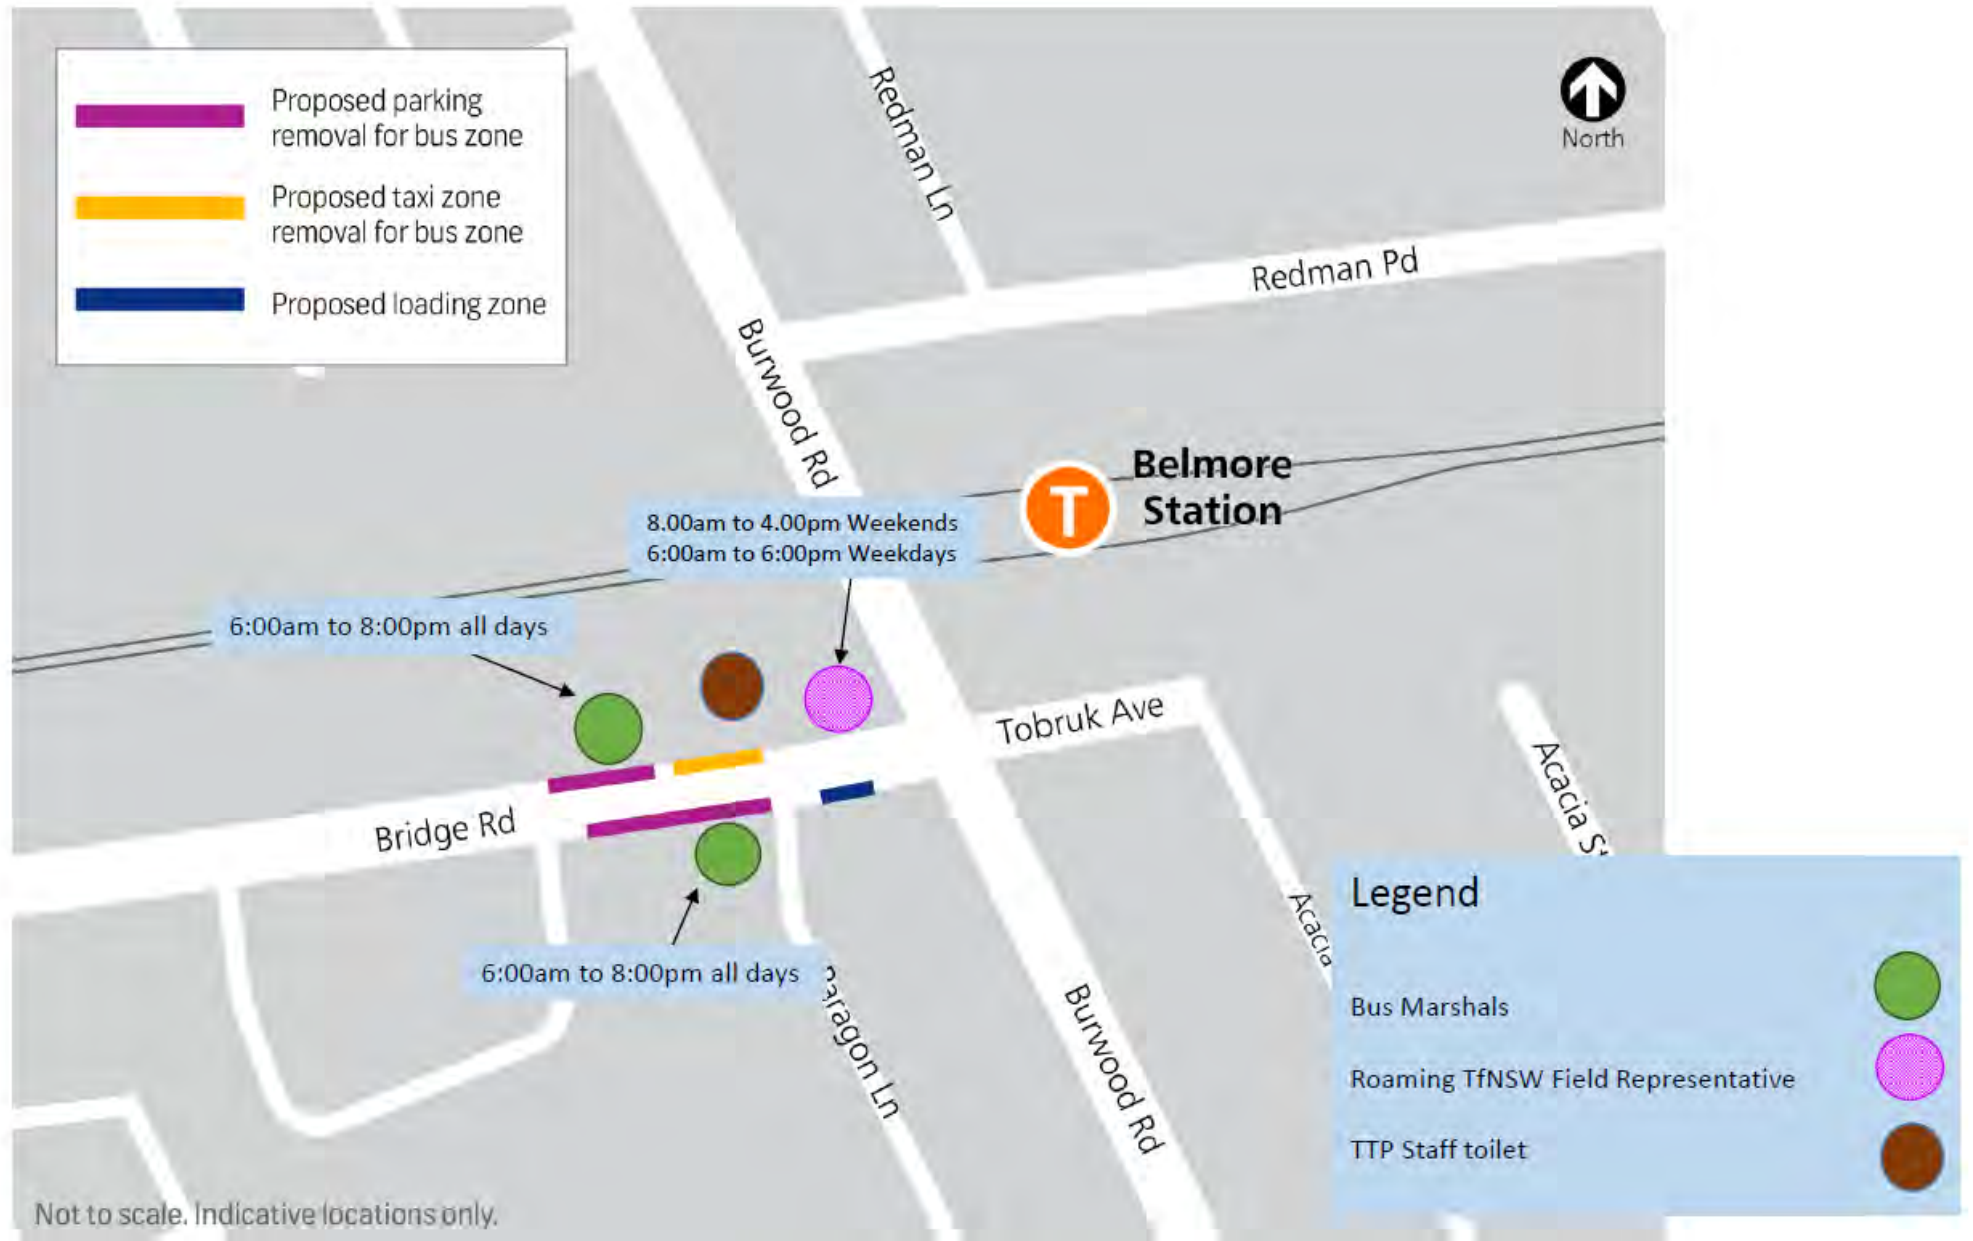 Proposed parking
removal for bus zone
Proposed taxi zone
removal for bus zone
Proposed loading zone
North
Redman Ln
Redman Pd
Burwood Rd
T
Belmore
Station
8.00am to 4.00pm Weekends
6:00am to 6:00pm Weekdays
6:00am to 8:00pm all days
Tobruk Ave
Bridge Rd
Acacia St
Acacia
6:00am to 8:00pm all days
Paragon Ln
Burwood Rd
Legend
Bus Marshals
Roaming TfNSW Field Representative
TTP Staff toilet
Not to scale. Indicative locations only.